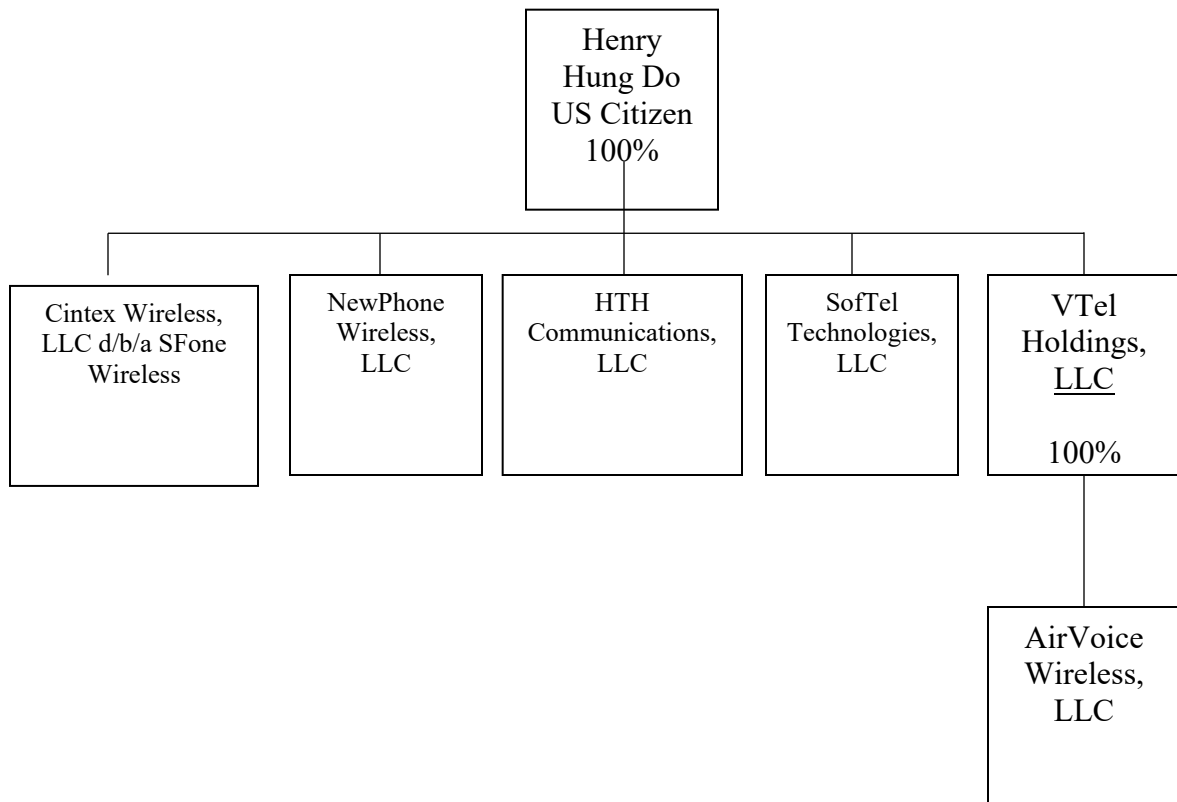 Henry
Hung Do
US Citizen
100%
Cintex Wireless,
LLC d/b/a SFone
Wireless
NewPhone
Wireless,
LLC
HTH
Communications,
LLC
SofTel
Technologies,
LLC
VTel
Holdings,
LLC
100%
AirVoice
Wireless,
LLC